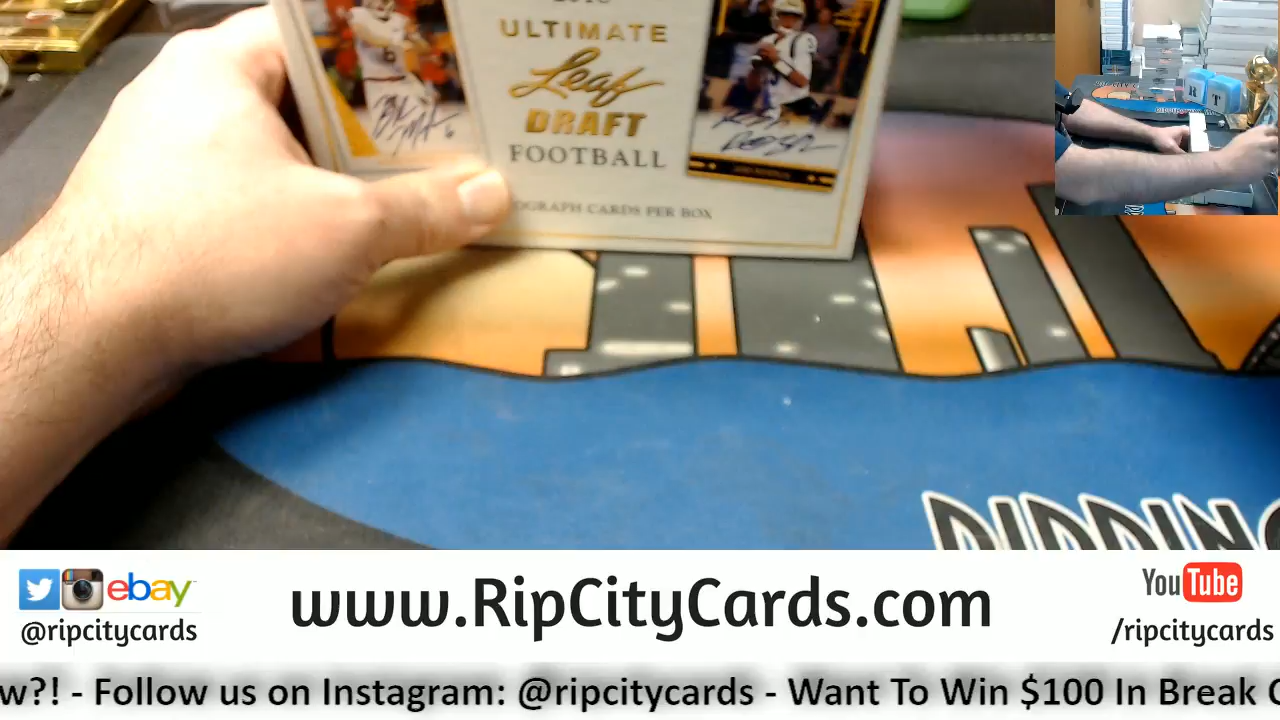 ULTIMATE
Leaf
DRAFT
FOOTBALL
OGRAPH CARDS PER BOX
R T
ebay
@ripcitycards
www.RipCityCards.com
YouTube
/ripcitycards
w?! - Follow us on Instagram: @ripcitycards - Want To Win $100 In Break